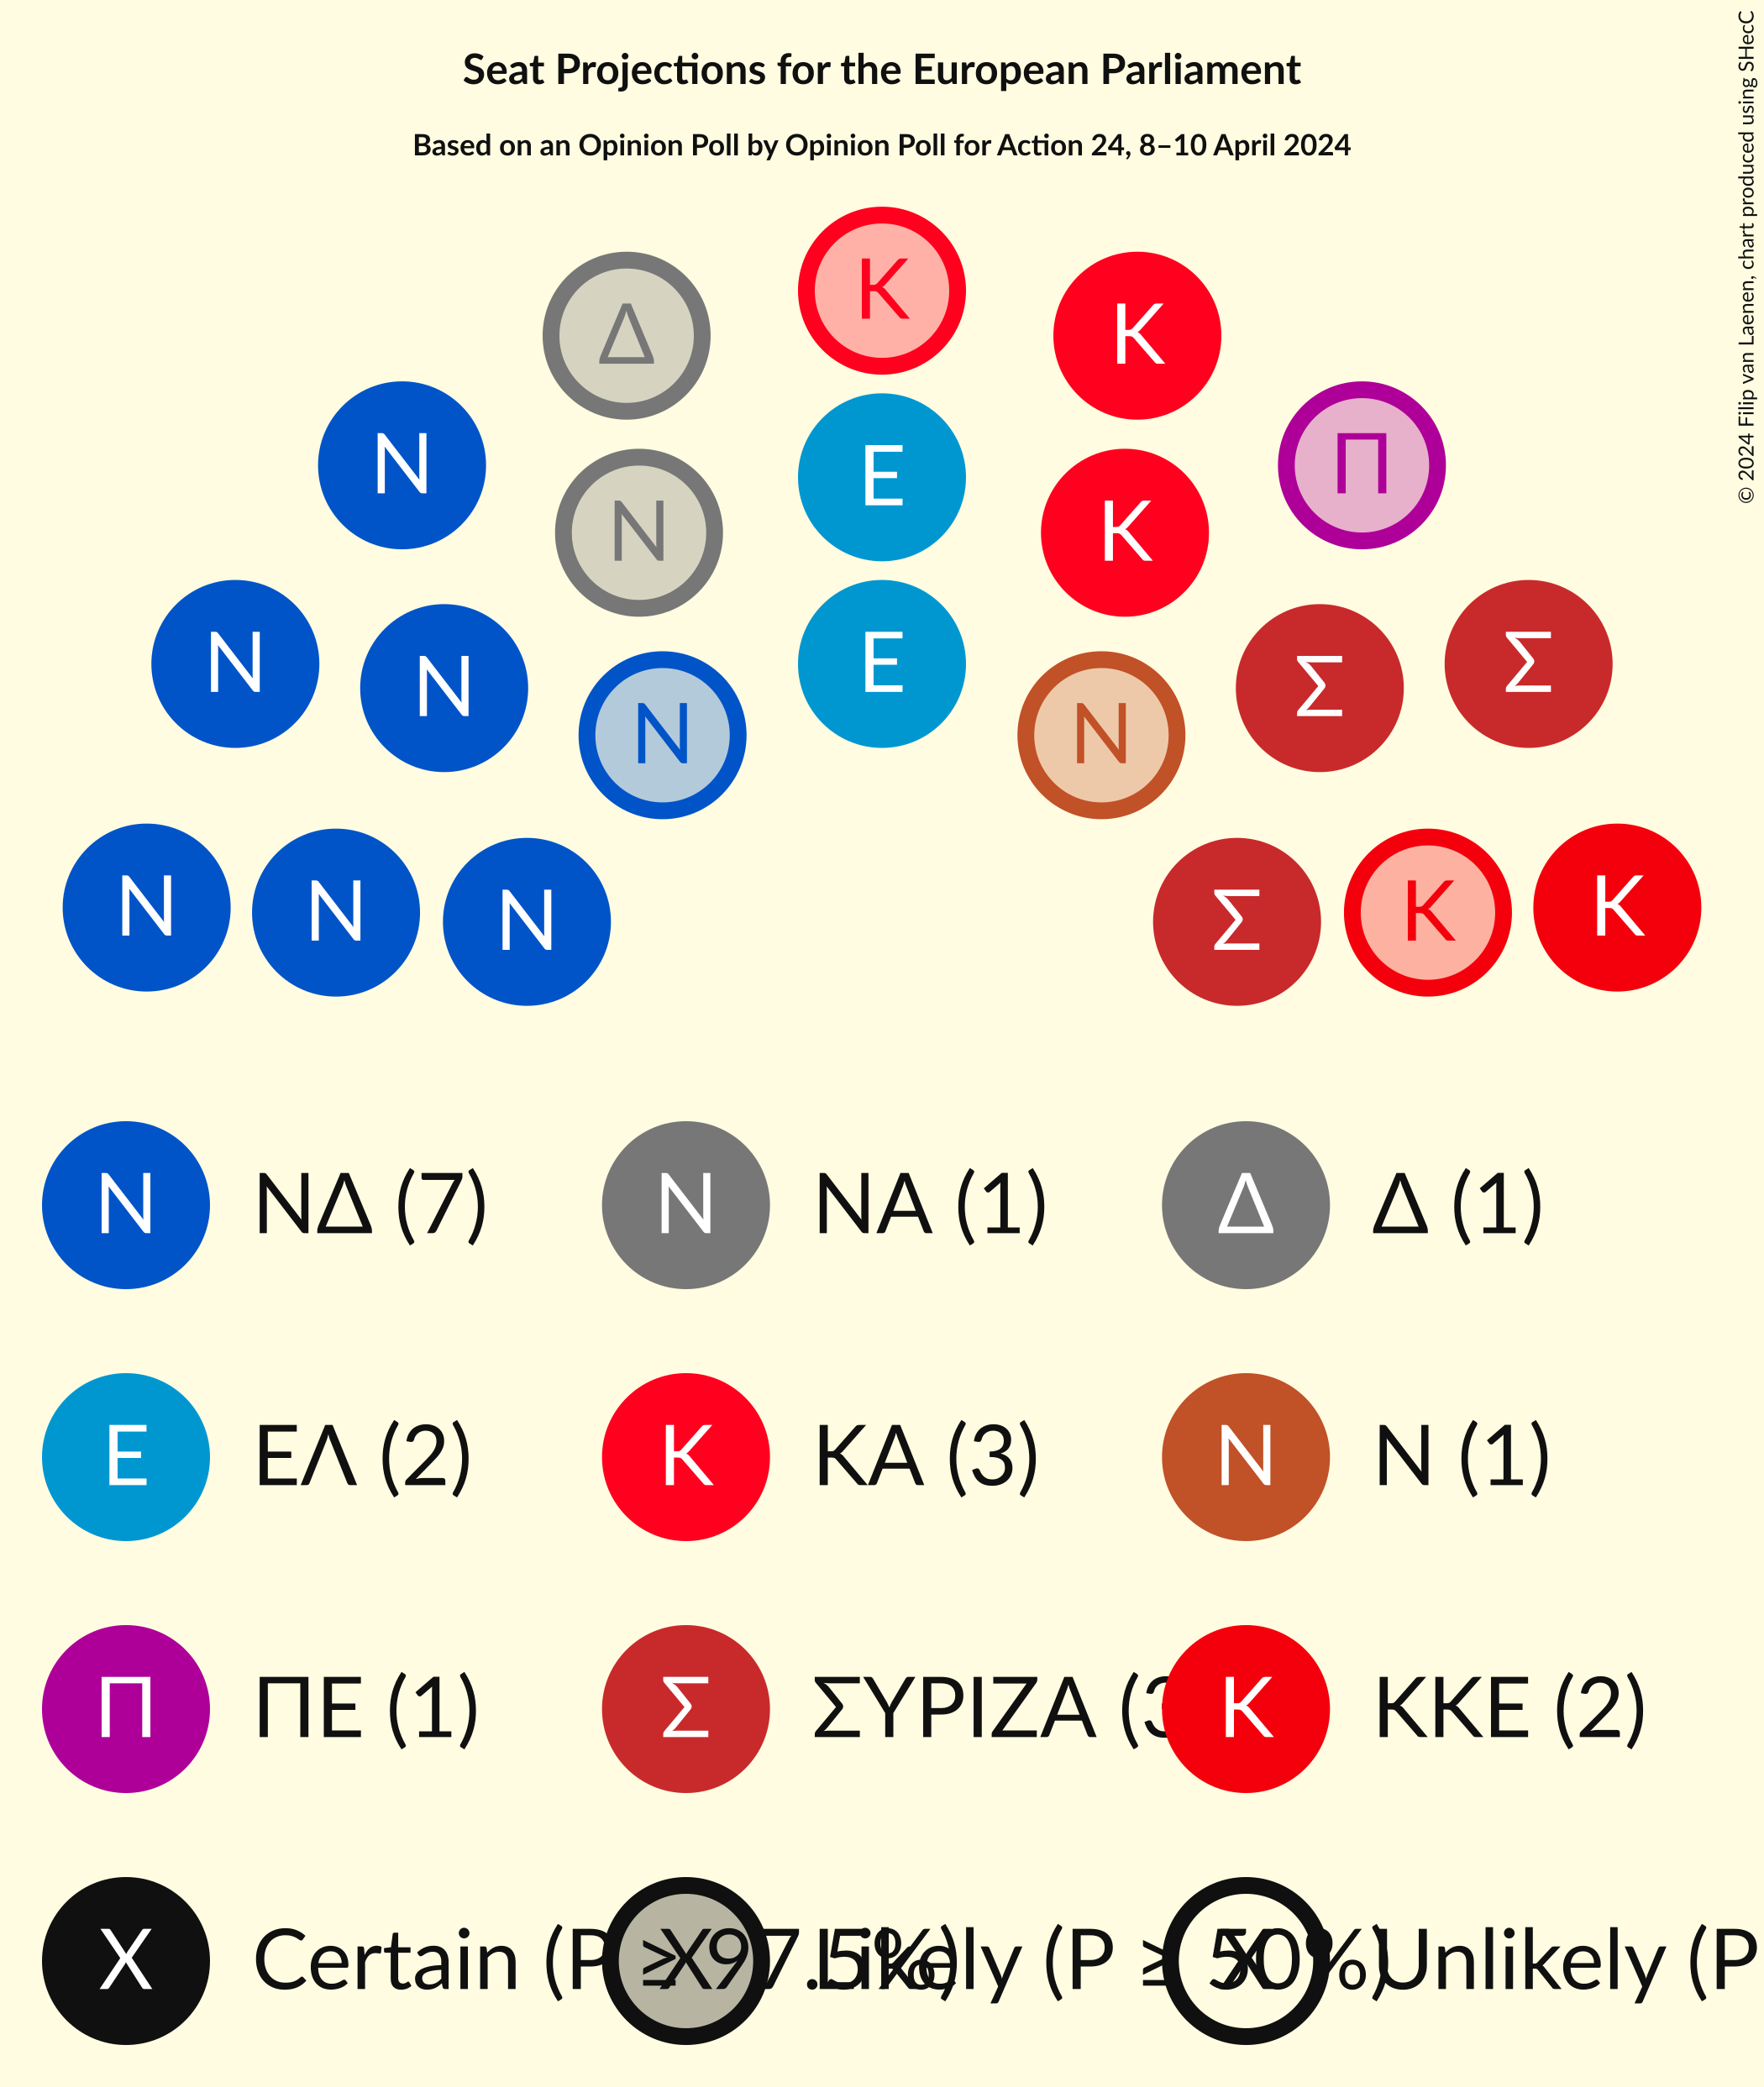 Seat Projections for the European Parliament
Based on an Opinion Poll by Opinion Poll for Action 24, 8–10 April 2024
© 2024 Filip van Laenen, chart produced using SHecC
Κ
Δ Κ
Ν Ε Π
Ν Κ
Ν Ε Σ
Ν Σ
Ν Ν
Ν Κ Κ
Ν Ν Σ
Ν ΝΔ (7) Ν ΝΑ (1) Δ Δ (1)
Ε ΕΛ (2) Κ ΚΑ (3) Ν Ν (1)
Π ΠΕ (1) Σ ΣΥΡΙΖΑ (3 Κ ΚΚΕ (2)
X Certain (P ≥ 97.5%) X Likely (P ≥ 50%) X Unlikely (P